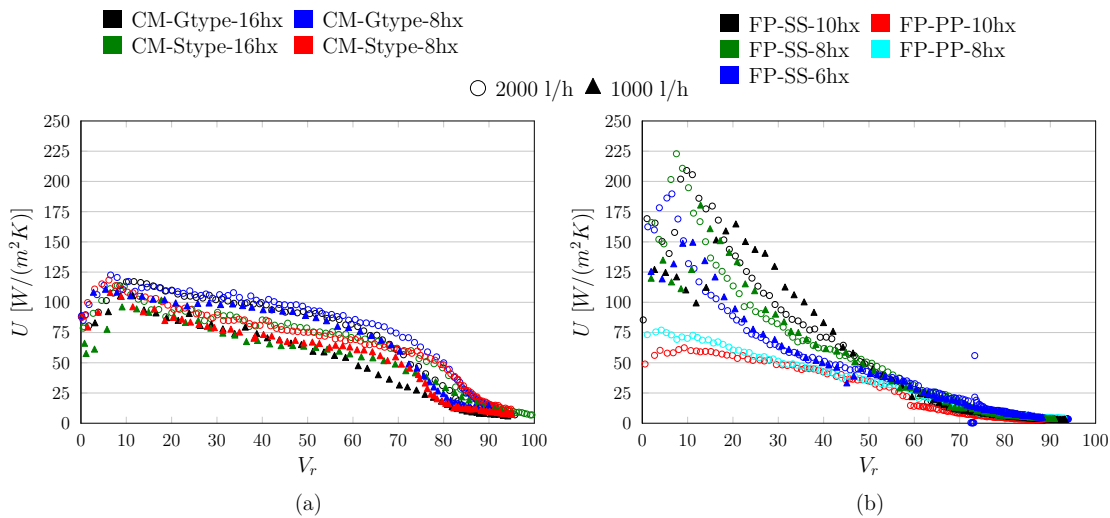 CM-Gtype-16hx CM-Gtype-8hx
CM-Stype-16hx CM-Stype-8hx
FP-SS-10hx FP-PP-10hx
FP-SS-8hx FP-PP-8hx
FP-SS-6hx
2000 l/h 1000 l/h
U [W/(m²K)]
250
225
200
175
150
125
100
75
50
25
0
0 10 20 30 40 50 60 70 80 90 100
V_r
(a)
U [W/(m²K)]
250
225
200
175
150
125
100
75
50
25
0
0 10 20 30 40 50 60 70 80 90 100
V_r
(b)